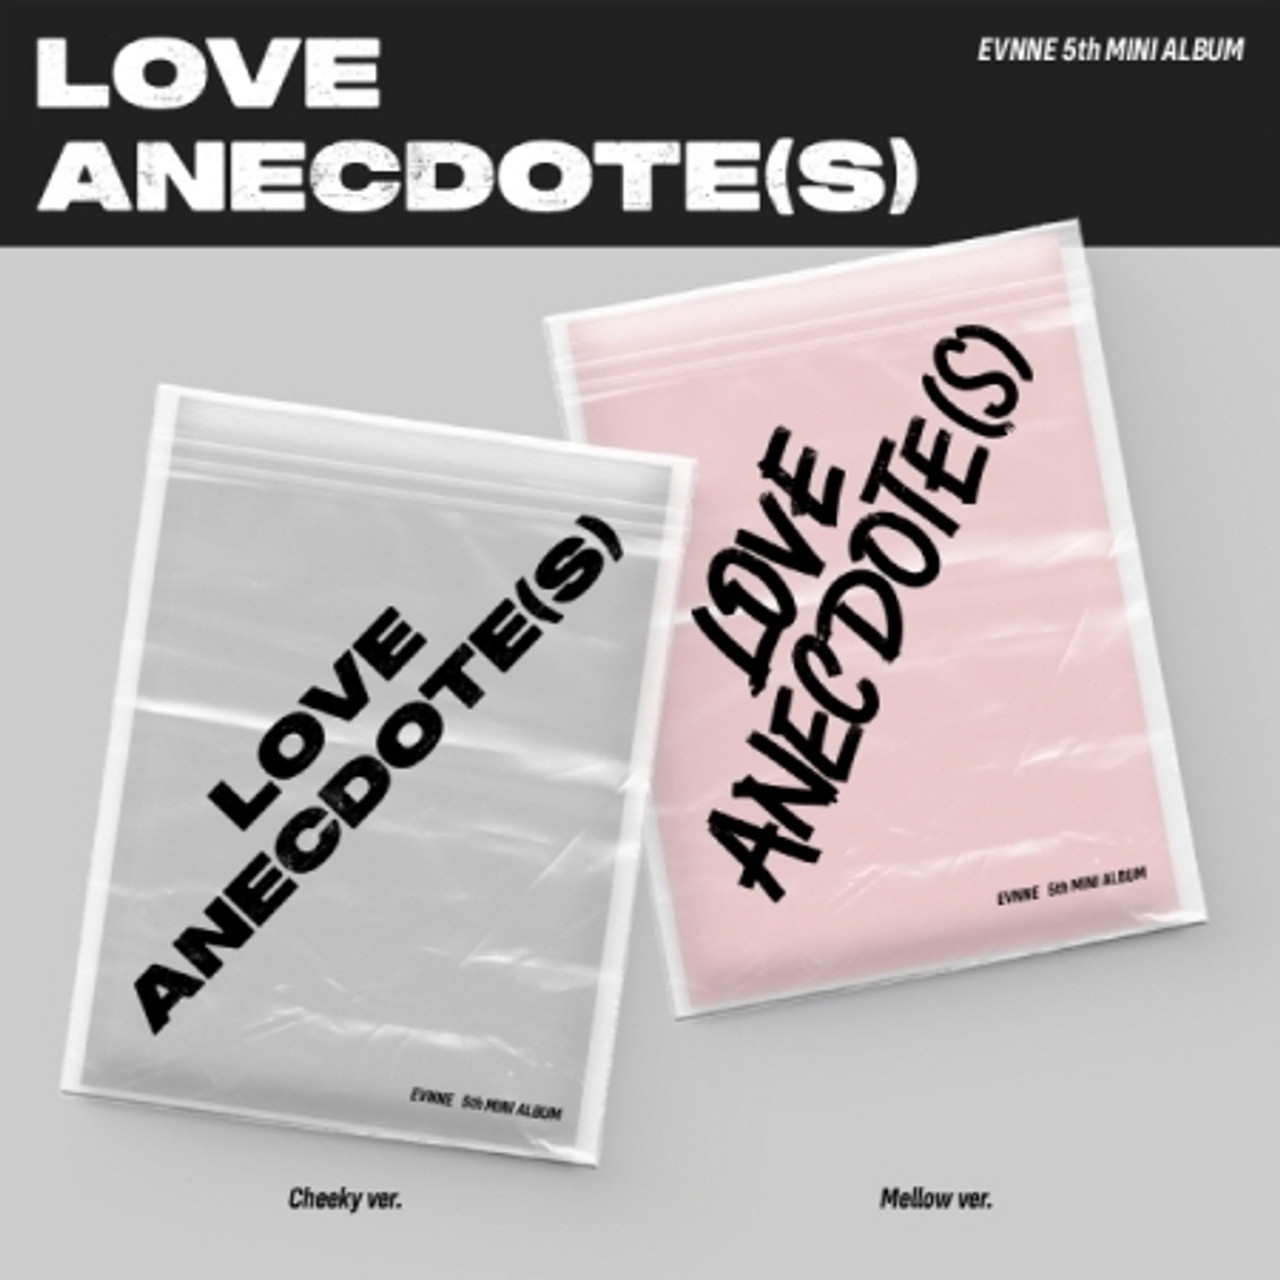 LOVE
ANECDOTE(S)
EVNNE 5th MINI ALBUM
LOVE
ANECDOTE(S)
EVNNE 5th MINI ALBUM
LOVE
ANECDOTE(S)
EVNNE 5th MINI ALBUM
Cheeky ver.
Mellow ver.